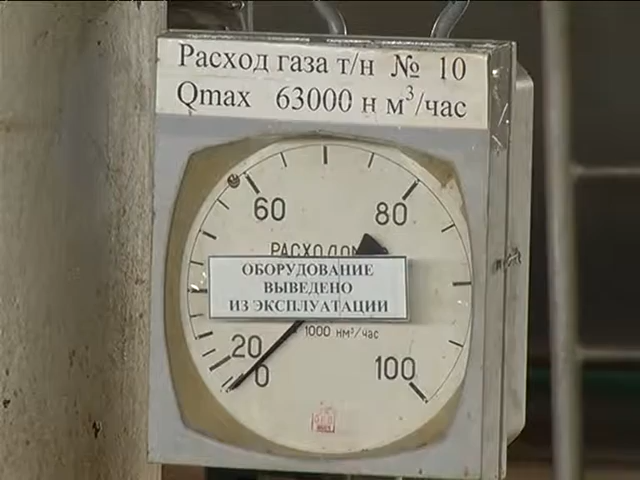 Расход газа т/н № 10
Qmax 63000 н м³/час
60
80
ОБОРУДОВАНИЕ
ВЫВЕДЕНО
ИЗ ЭКСПЛУАТАЦИИ
1000 нм³/час
20
0
100